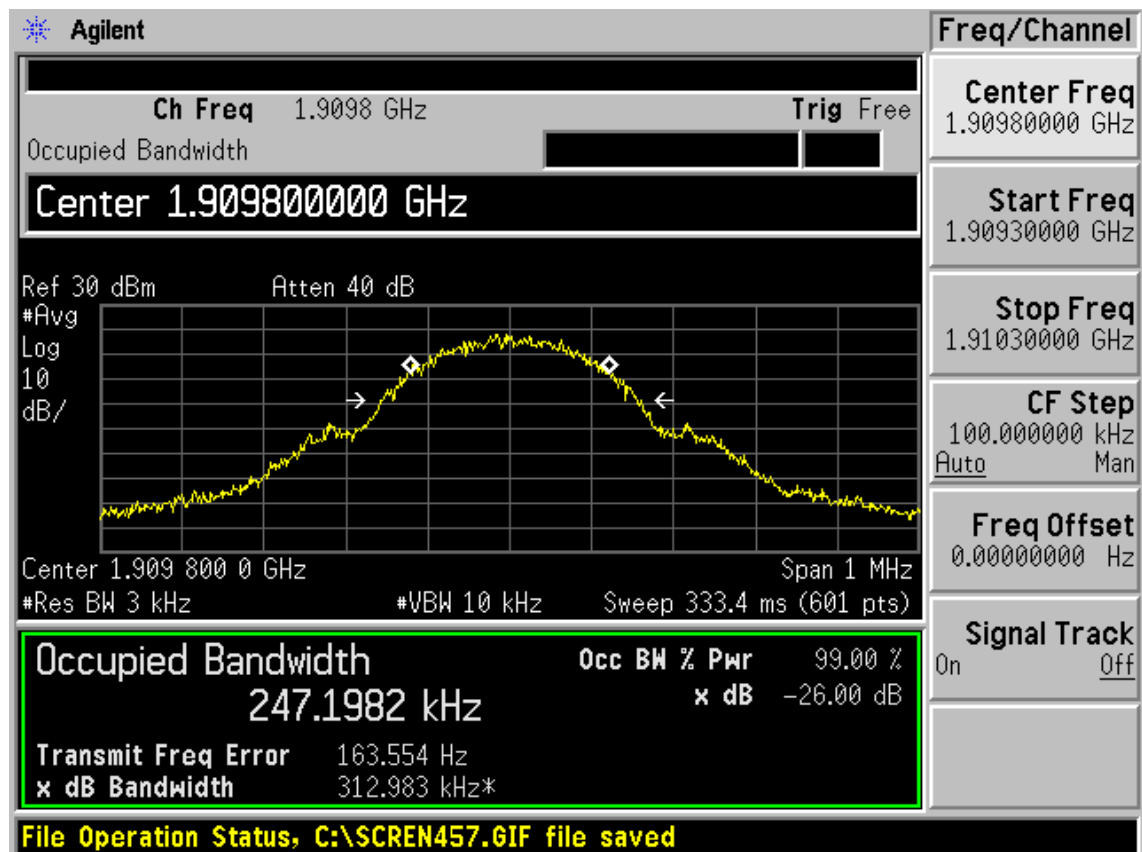 Agilent
Ch Freq 1.9098 GHz Trig Free
Occupied Bandwidth
Center 1.909800000 GHz
Ref 30 dBm Atten 40 dB
#Avg
Log
10
dB/
Center 1.909 800 0 GHz Span 1 MHz
#Res BW 3 kHz #VBW 10 kHz Sweep 333.4 ms (601 pts)
Occupied Bandwidth Occ BW % Pwr 99.00 %
247.1982 kHz x dB -26.00 dB
Transmit Freq Error 163.554 Hz
x dB Bandwidth 312.983 kHz*
File Operation Status, C:\SCREN457.GIF file saved
Freq/Channel
Center Freq
1.90980000 GHz
Start Freq
1.90930000 GHz
Stop Freq
1.91030000 GHz
CF Step
100.000000 kHz
Auto Man
Freq Offset
0.00000000 Hz
Signal Track
On Off